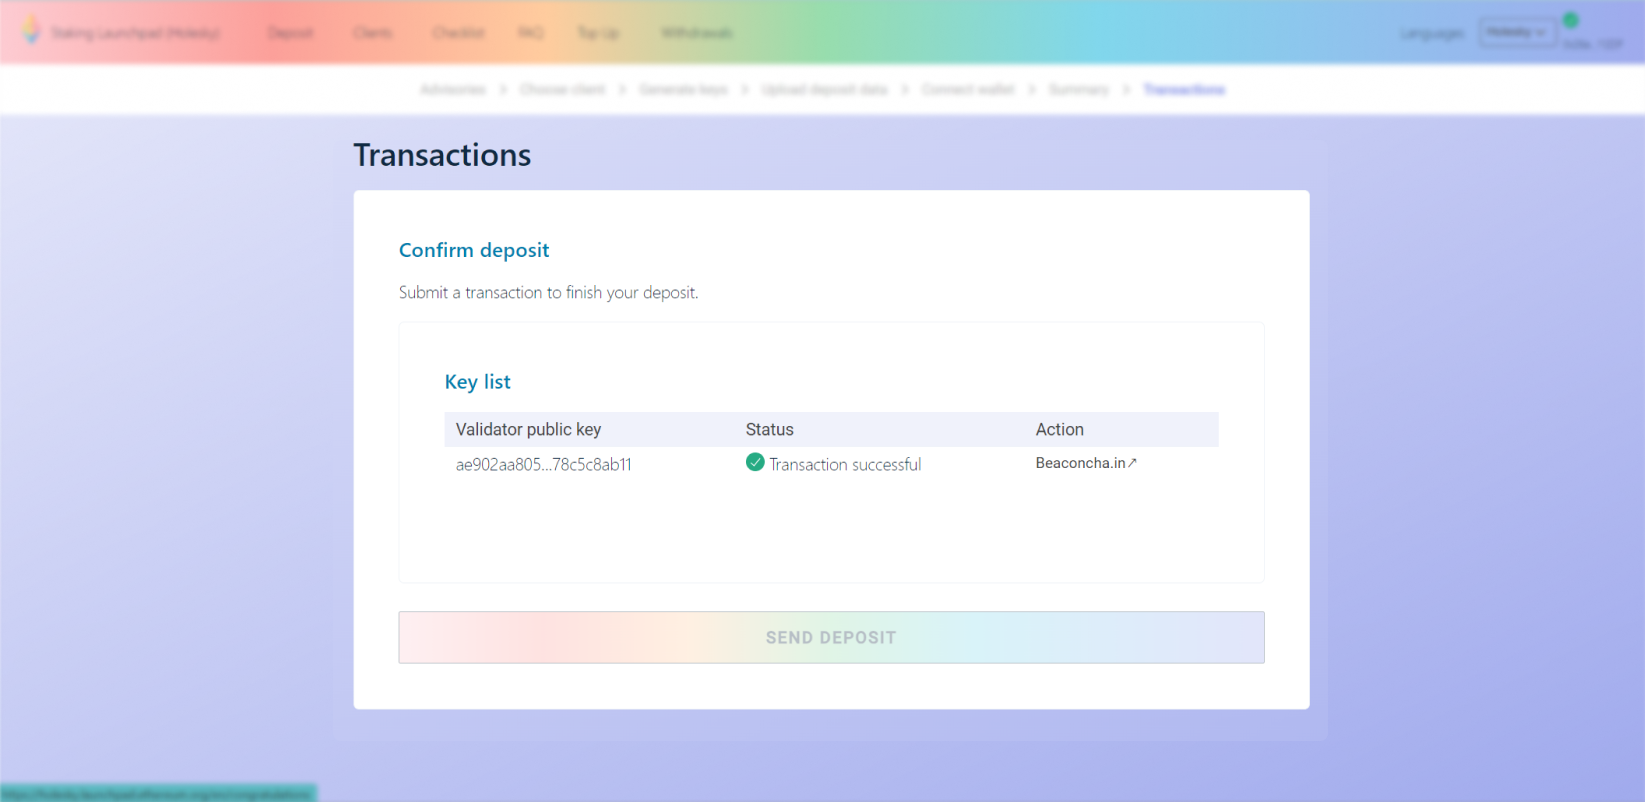 Staking Launchpad (Holesky) Deposit Clients Checklist FAQ Top Up Withdrawals Languages Holesky
Advisories > Choose client > Generate keys > Upload deposit data > Connect wallet > Summary > Transactions
Transactions
Confirm deposit
Submit a transaction to finish your deposit.
Key list
Validator public key Status Action
ae902aa805...78c5c8ab11 Transaction successful Beaconcha.in↗
SEND DEPOSIT